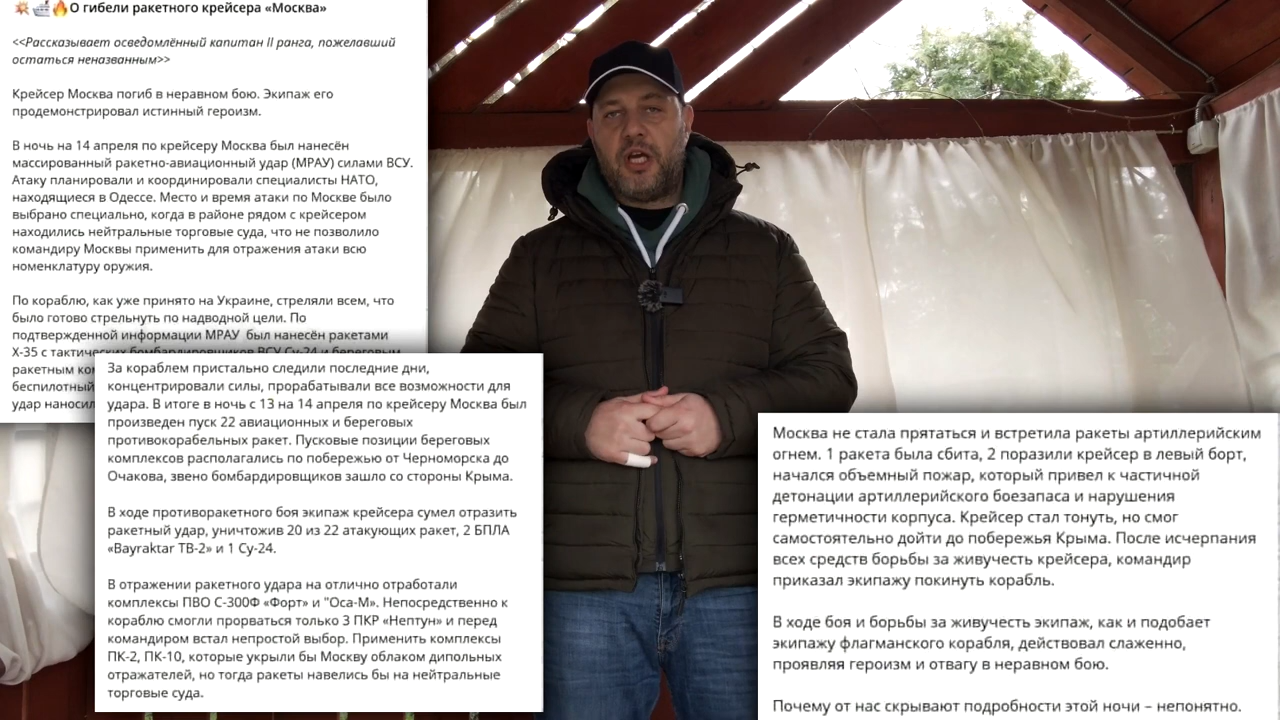 💥🚢🔥О гибели ракетного крейсера «Москва»
<<Рассказывает осведомлённый капитан II ранга, пожелавший
остаться неназванным>>
Крейсер Москва погиб в неравном бою. Экипаж его
продемонстрировал истинный героизм.
В ночь на 14 апреля по крейсеру Москва был нанесён
массированный ракетно-авиационный удар (МРАУ) силами ВСУ.
Атаку планировали и координировали специалисты НАТО,
находящиеся в Одессе. Место и время атаки по Москве было
выбрано специально, когда в районе рядом с крейсером
находились нейтральные торговые суда, что не позволило
командиру Москвы применить для отражения атаки всю
номенклатуру оружия.
По кораблю, как уже принято на Украине, стреляли всем, что
было готово стрельнуть по надводной цели. По
подтвержденной информации МРАУ был нанесён ракетами
Х-35 с тактических бомбардировщиков ВСУ Су-24 и береговым
ракетным
беспилотный
удар наносил
За кораблем пристально следили последние дни,
концентрировали силы, прорабатывали все возможности для
удара. В итоге в ночь с 13 на 14 апреля по крейсеру Москва был
произведен пуск 22 авиационных и береговых
противокорабельных ракет. Пусковые позиции береговых
комплексов располагались по побережью от Черноморска до
Очакова, звено бомбардировщиков зашло со стороны Крыма.
В ходе противоракетного боя экипаж крейсера сумел отразить
ракетный удар, уничтожив 20 из 22 атакующих ракет, 2 БПЛА
«Bayraktar ТВ-2» и 1 Су-24.
В отражении ракетного удара на отлично отработали
комплексы ПВО С-300Ф «Форт» и "Оса-М». Непосредственно к
кораблю смогли прорваться только 3 ПКР «Нептун» и перед
командиром встал непростой выбор. Применить комплексы
ПК-2, ПК-10, которые укрыли бы Москву облаком дипольных
отражателей, но тогда ракеты навелись бы на нейтральные
торговые суда.
Москва не стала прятаться и встретила ракеты артиллерийским
огнем. 1 ракета была сбита, 2 поразили крейсер в левый борт,
начался объемный пожар, который привел к частичной
детонации артиллерийского боезапаса и нарушения
герметичности корпуса. Крейсер стал тонуть, но смог
самостоятельно дойти до побережья Крыма. После исчерпания
всех средств борьбы за живучесть крейсера, командир
приказал экипажу покинуть корабль.
В ходе боя и борьбы за живучесть экипаж, как и подобает
экипажу флагманского корабля, действовал слаженно,
проявляя героизм и отвагу в неравном бою.
Почему от нас скрывают подробности этой ночи – непонятно.